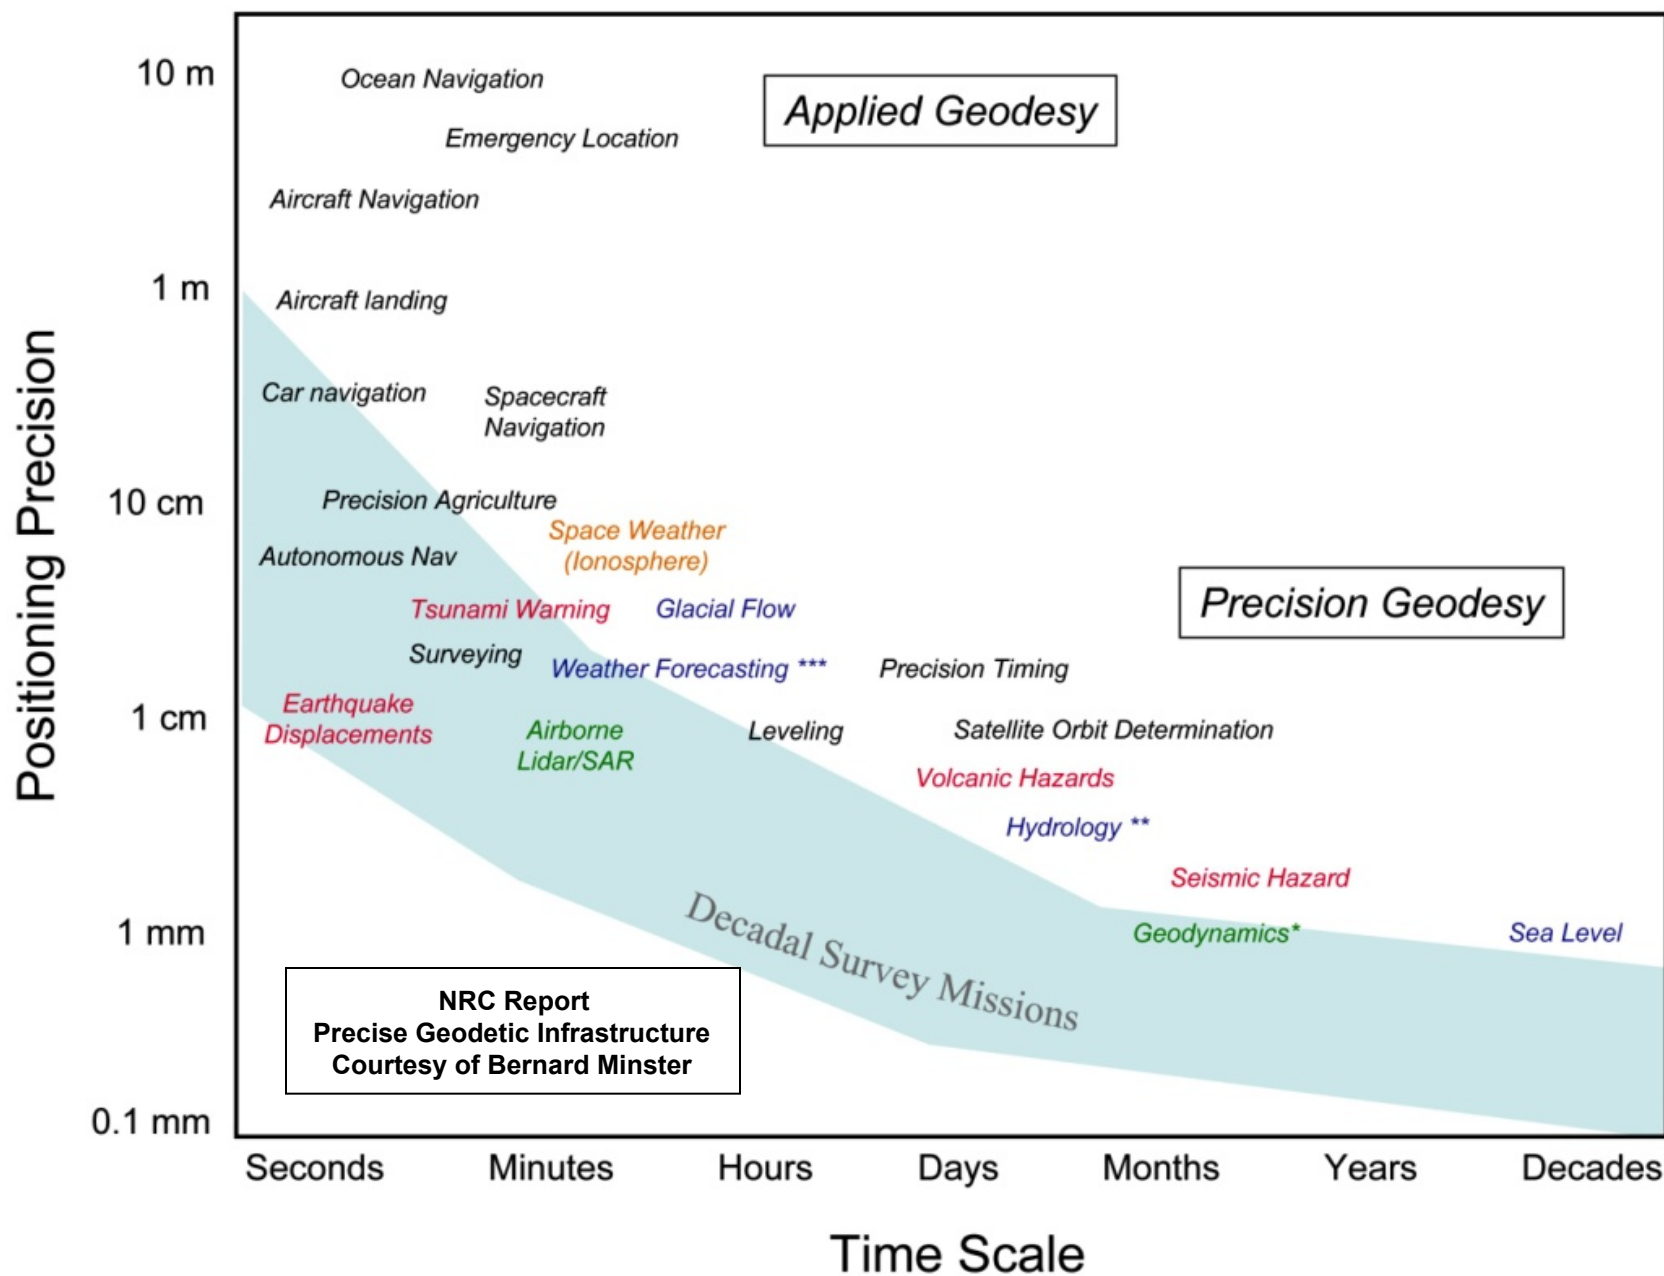 10 m
Ocean Navigation
Applied Geodesy
Emergency Location
Aircraft Navigation
1 m
Aircraft landing
Car navigation
Spacecraft
Navigation
10 cm
Precision Agriculture
Space Weather
(Ionosphere)
Autonomous Nav
Tsunami Warning
Glacial Flow
Precision Geodesy
Surveying
Weather Forecasting ***
Precision Timing
1 cm
Earthquake
Displacements
Airborne
Lidar/SAR
Leveling
Satellite Orbit Determination
Volcanic Hazards
Hydrology **
Seismic Hazard
1 mm
Geodynamics*
Sea Level
Decadal Survey Missions
NRC Report
Precise Geodetic Infrastructure
Courtesy of Bernard Minster
0.1 mm
Positioning Precision
Seconds Minutes Hours Days Months Years Decades
Time Scale